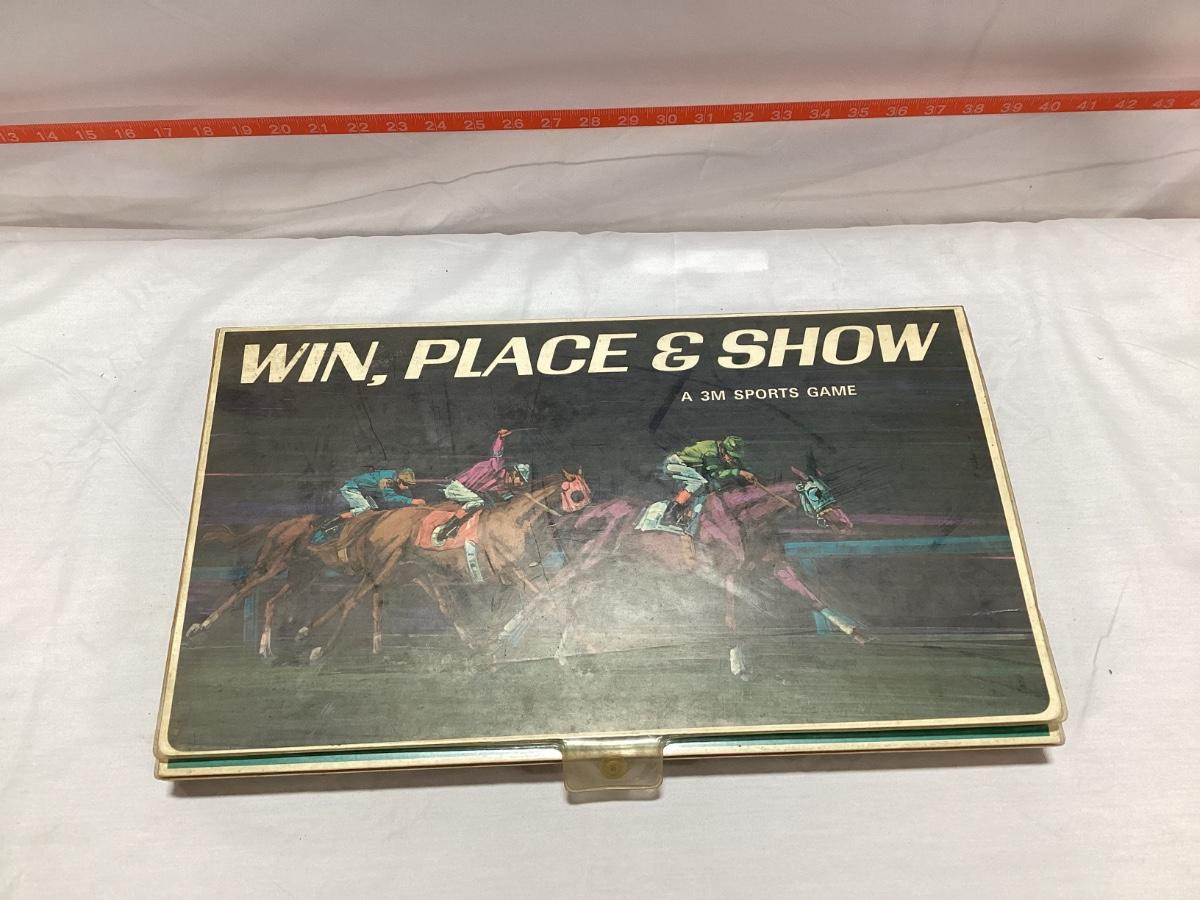 13 14 15 16 17 18 19 20 21 22 23 24 25 26 27 28 29 30 31 32 33 34 35 36 37 38 39 40 41 42 43
WIN, PLACE & SHOW
A 3M SPORTS GAME